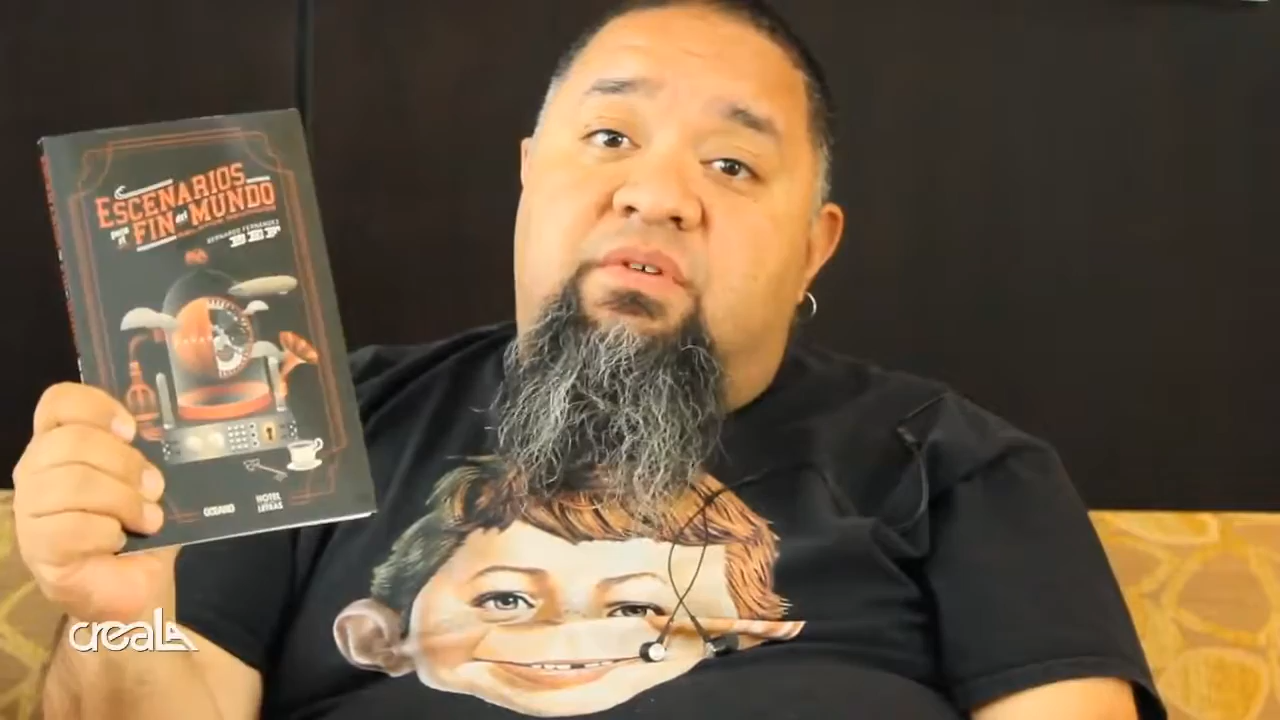 ESCENARIOS
para el FIN del MUNDO
BERNARDO FERNÁNDEZ
BEF
OCEANO
HOTEL
LETRAS
creaLA